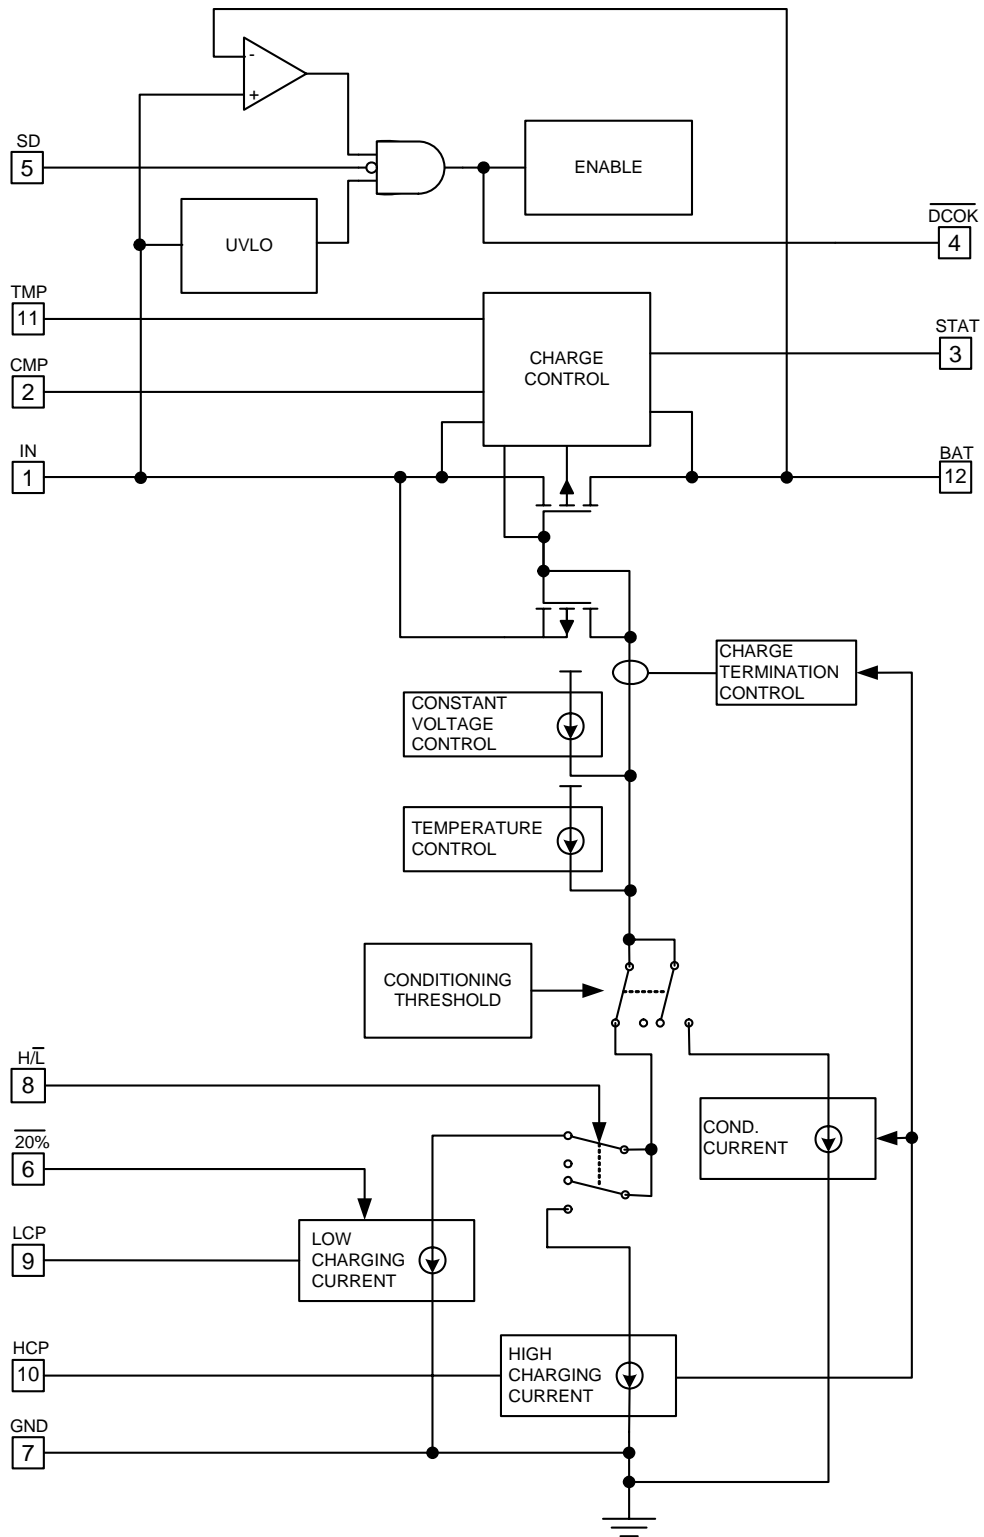 -
+
SD
5
ENABLE
UVLO
DCOK
4
TMP
11
CHARGE
CONTROL
STAT
3
CMP
2
IN
1
BAT
12
CHARGE
TERMINATION
CONTROL
CONSTANT
VOLTAGE
CONTROL
TEMPERATURE
CONTROL
CONDITIONING
THRESHOLD
H/L̅
8
COND.
CURRENT
20%
6
LCP
9
LOW
CHARGING
CURRENT
HCP
10
HIGH
CHARGING
CURRENT
GND
7